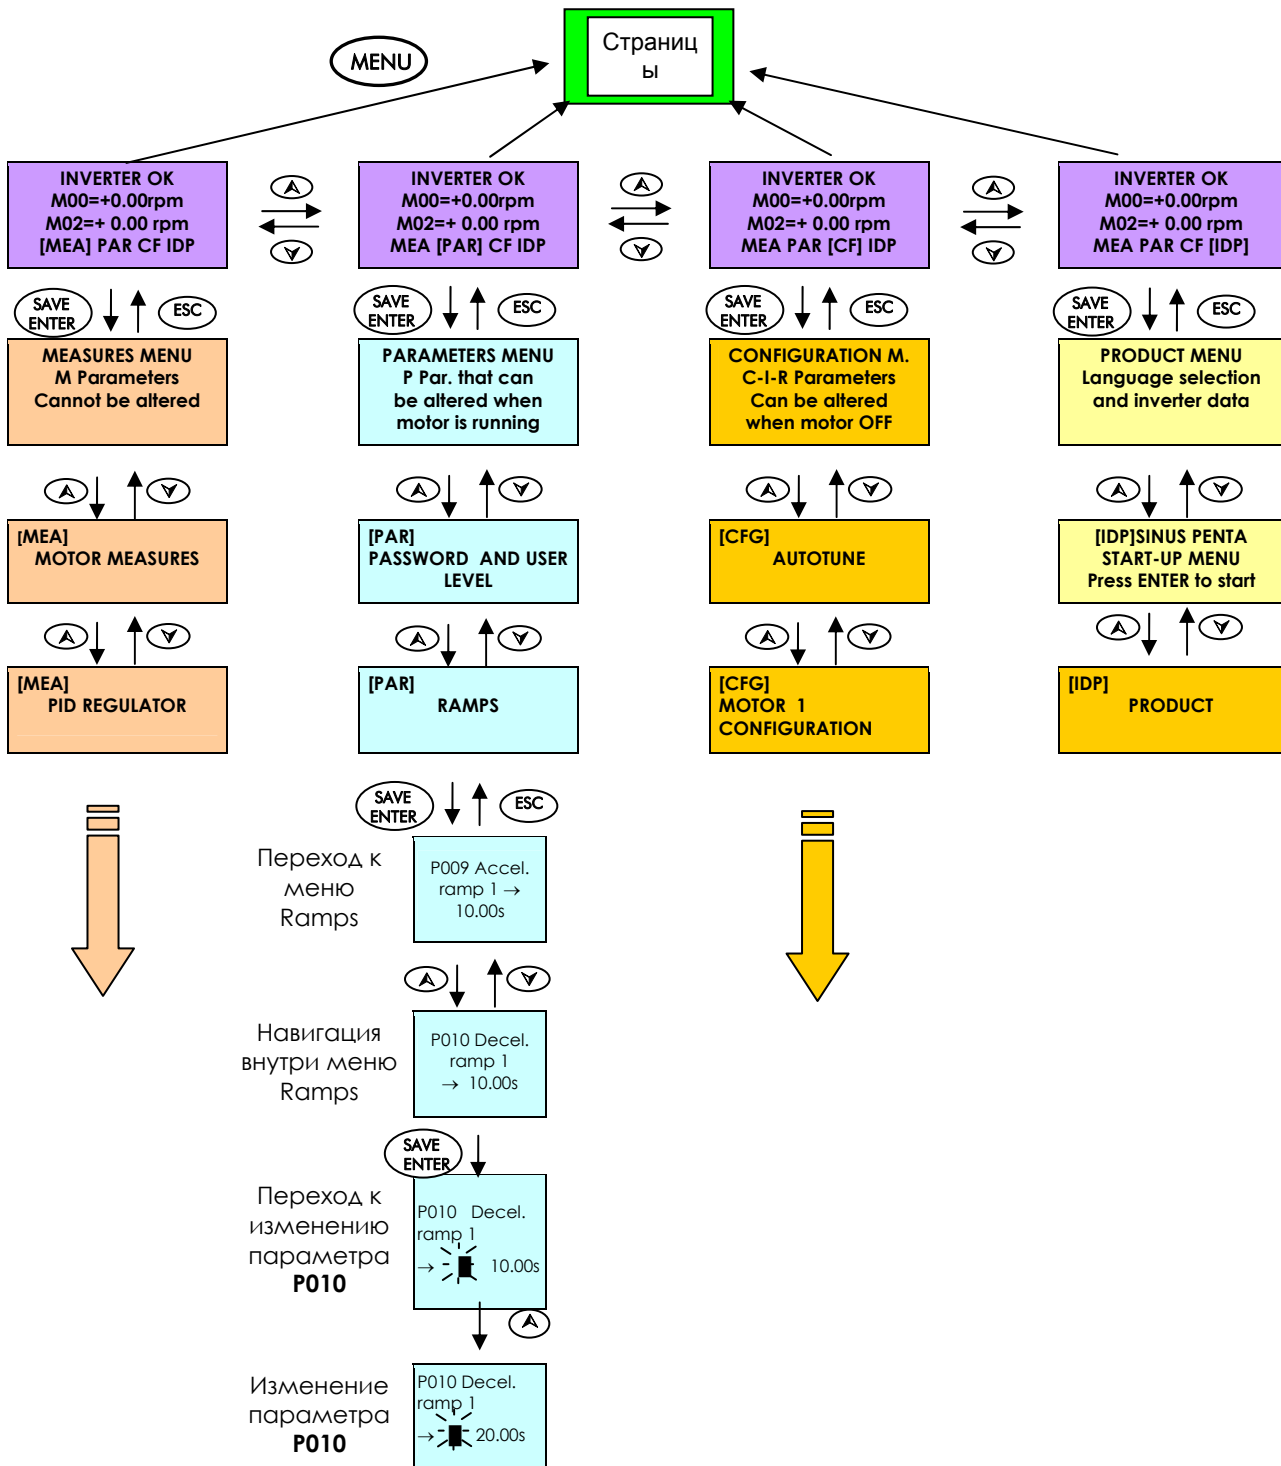 Страниц
ы
MENU
INVERTER OK
M00=+0.00rpm
M02=+ 0.00 rpm
[MEA] PAR CF IDP
INVERTER OK
M00=+0.00rpm
M02=+ 0.00 rpm
MEA [PAR] CF IDP
INVERTER OK
M00=+0.00rpm
M02=+ 0.00 rpm
MEA PAR [CF] IDP
INVERTER OK
M00=+0.00rpm
M02=+ 0.00 rpm
MEA PAR CF [IDP]
SAVE
ENTER
ESC
SAVE
ENTER
ESC
SAVE
ENTER
ESC
SAVE
ENTER
ESC
MEASURES MENU
M Parameters
Cannot be altered
PARAMETERS MENU
P Par. that can
be altered when
motor is running
CONFIGURATION M.
C-I-R Parameters
Can be altered
when motor OFF
PRODUCT MENU
Language selection
and inverter data
[MEA]
MOTOR MEASURES
[PAR]
PASSWORD AND USER
LEVEL
[CFG]
AUTOTUNE
[IDP]SINUS PENTA
START-UP MENU
Press ENTER to start
[MEA]
PID REGULATOR
[PAR]
RAMPS
[CFG]
MOTOR 1
CONFIGURATION
[IDP]
PRODUCT
SAVE
ENTER
ESC
Переход к
меню
Ramps
P009 Accel.
ramp 1 →
10.00s
Навигация
внутри меню
Ramps
P010 Decel.
ramp 1
→ 10.00s
SAVE
ENTER
Переход к
изменению
параметра
P010
P010 Decel.
ramp 1
→ 10.00s
Изменение
параметра
P010
P010 Decel.
ramp 1
→ 20.00s